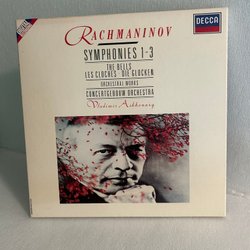 RACHMANINOV
DECCA
SYMPHONIES 1-3
THE BELLS
LES CLOCHES · DIE GLOCKEN
ORCHESTRAL WORKS
CONCERTGEBOUW ORCHESTRA
Vladimir Ashkenazy